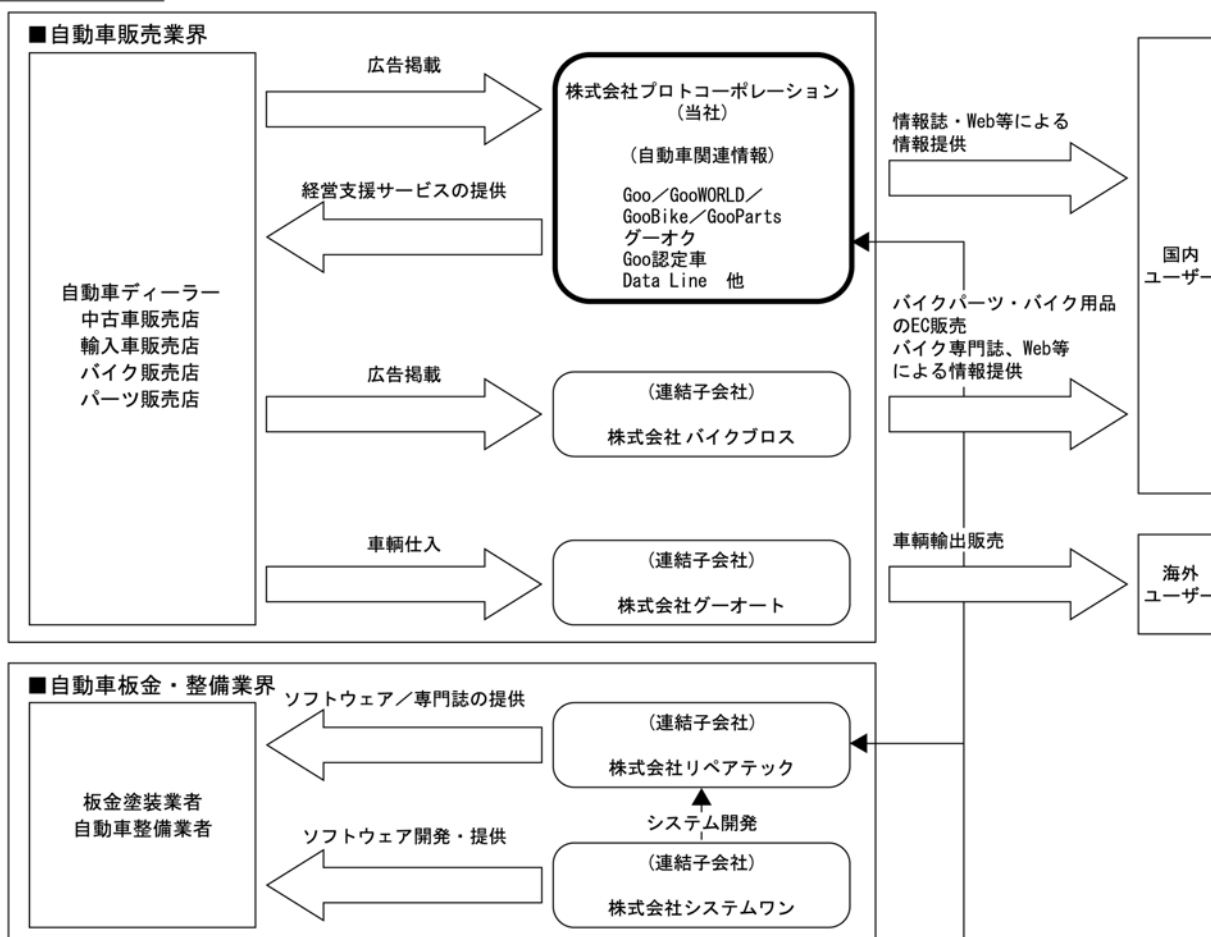 ■自動車販売業界
自動車ディーラー
中古車販売店
輸入車販売店
バイク販売店
パーツ販売店
広告掲載
経営支援サービスの提供
株式会社プロトコーポレーション
(当社)
(自動車関連情報)
Goo／GooWORLD／
GooBike／GooParts
グーオク
Goo認定車
Data Line 他
情報誌・Web等による
情報提供
国内
ユーザー
広告掲載
(連結子会社)
株式会社バイクブロス
バイクパーツ・バイク用品
のEC販売
バイク専門誌、Web等
による情報提供
車輌仕入
(連結子会社)
株式会社グーオート
車輌輸出販売
海外
ユーザー
■自動車板金・整備業界
板金塗装業者
自動車整備業者
ソフトウェア／専門誌の提供
(連結子会社)
株式会社リペアテック
システム開発
ソフトウェア開発・提供
(連結子会社)
株式会社システムワン